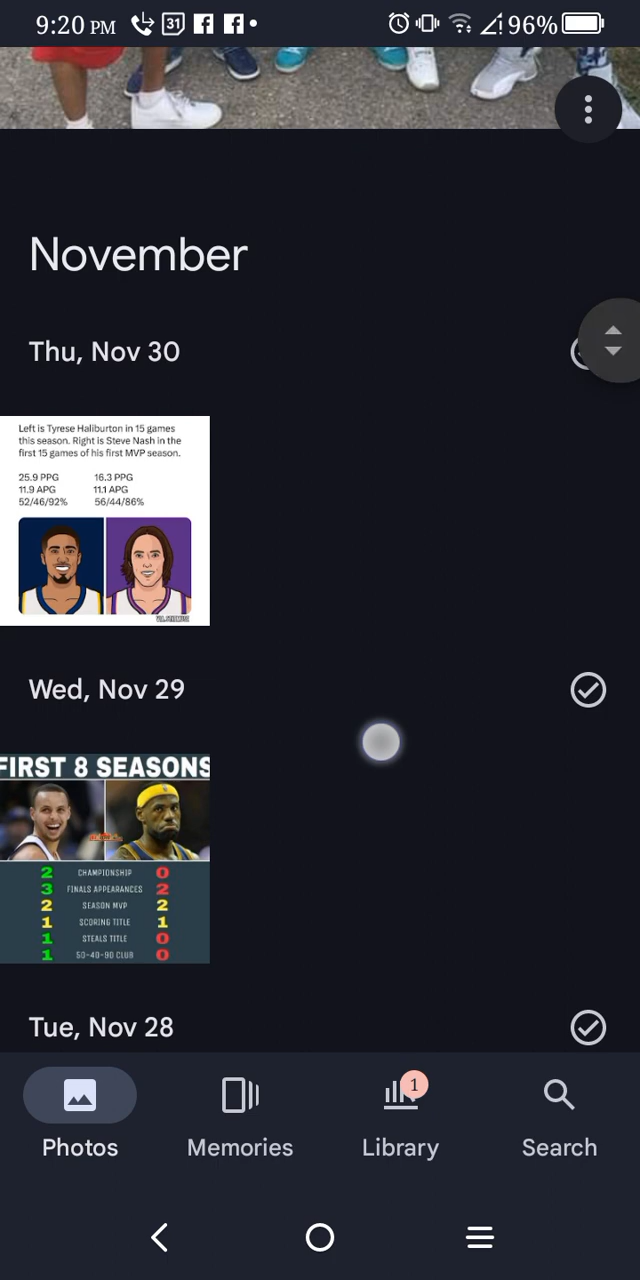 9:20 PM 31 96%
November
Thu, Nov 30
Left is Tyrese Haliburton in 15 games
this season. Right is Steve Nash in the
first 15 games of his first MVP season.
25.9 PPG 16.3 PPG
11.9 APG 11.1 APG
52/46/92% 56/44/86%
Wed, Nov 29
FIRST 8 SEASONS
2 CHAMPIONSHIP 0
3 FINALS APPEARANCES 2
2 SEASON MVP 2
1 SCORING TITLE 1
1 STEALS TITLE 0
1 50-40-90 CLUB 0
Tue, Nov 28
1
Photos Memories Library Search